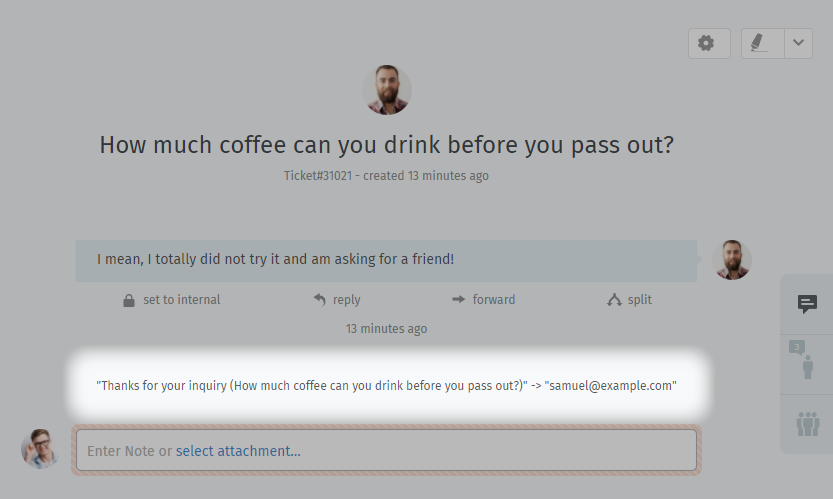 How much coffee can you drink before you pass out?
Ticket#31021 - created 13 minutes ago
I mean, I totally did not try it and am asking for a friend!
set to internal reply forward split
13 minutes ago
"Thanks for your inquiry (How much coffee can you drink before you pass out?)" -> "samuel@example.com"
3
Enter Note or select attachment...